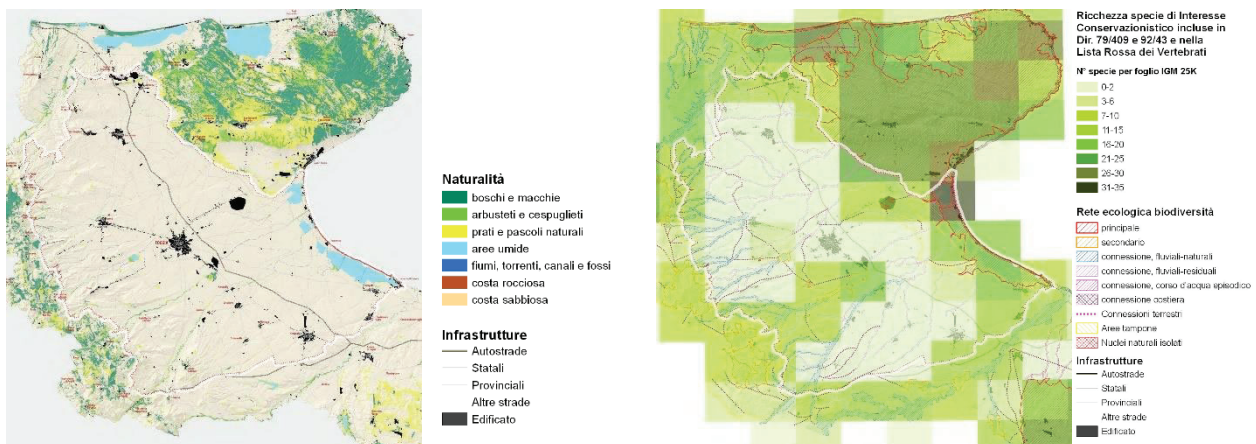 Naturalità
boschi e macchie
arbusteti e cespuglieti
prati e pascoli naturali
aree umide
fiumi, torrenti, canali e fossi
costa rocciosa
costa sabbiosa
Infrastrutture
Autostrade
Statali
Provinciali
Altre strade
Edificato
Ricchezza specie di Interesse
Conservazionistico incluse in
Dir. 79/409 e 92/43 e nella
Lista Rossa dei Vertebrati
N° specie per foglio IGM 25K
0-2
3-6
7-10
11-15
16-20
21-25
26-30
31-35
Rete ecologica biodiversità
principale
secondario
connessione, fluviali-naturali
connessione, fluviali-residuali
connessione, corso d'acqua episodico
connessione costiera
Connessioni terrestri
Aree tampone
Nuclei naturali isolati
Infrastrutture
Autostrade
Statali
Provinciali
Altre strade
Edificato